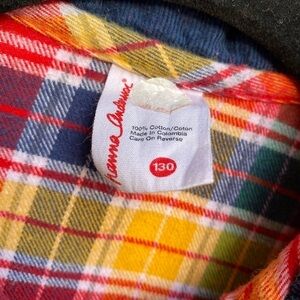 Hanna Andersson
100% Cotton/Coton
Made in Colombia
Care On Reverse
130